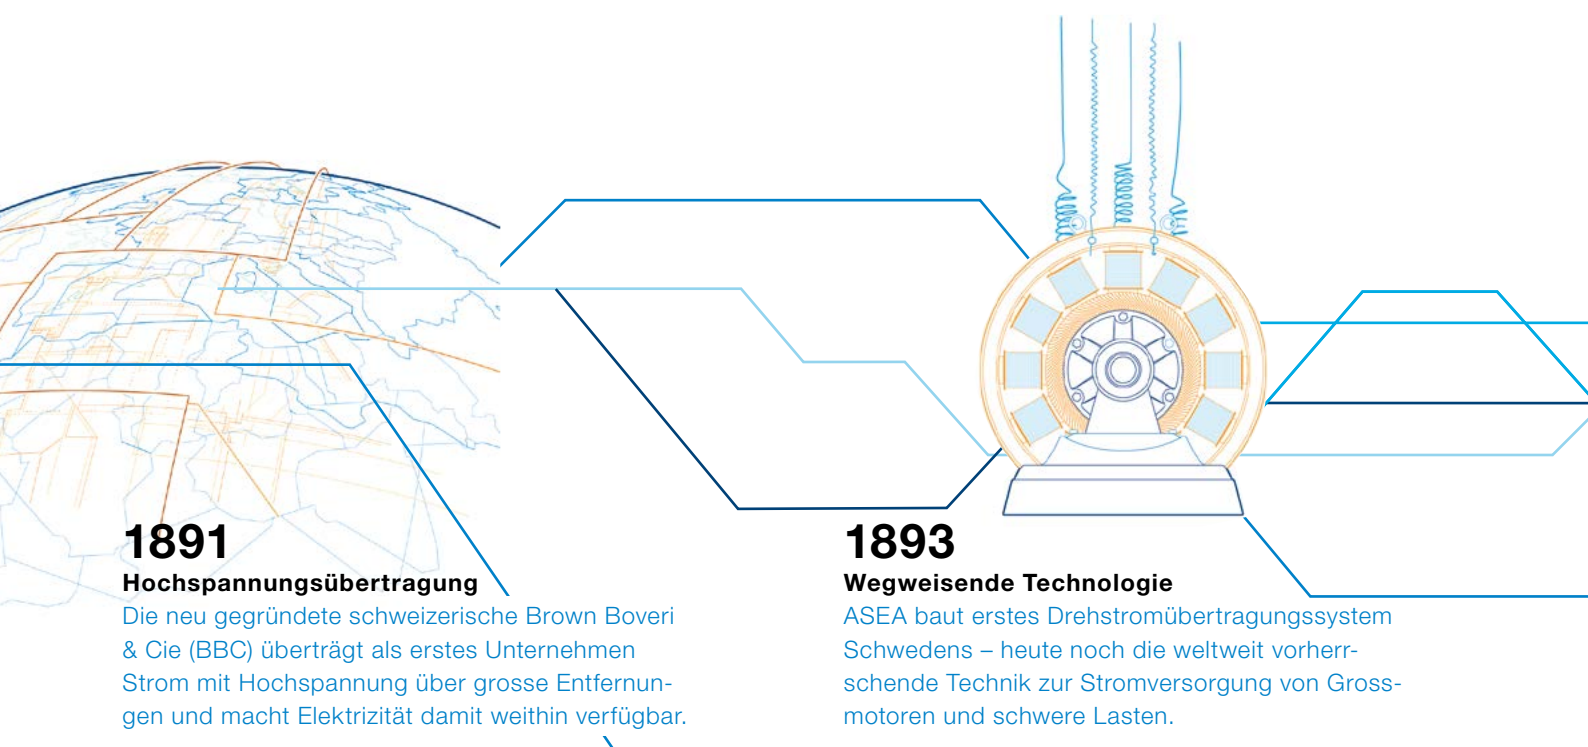 1891
Hochspannungsübertragung
Die neu gegründete schweizerische Brown Boveri
& Cie (BBC) überträgt als erstes Unternehmen
Strom mit Hochspannung über grosse Entfernun-
gen und macht Elektrizität damit weithin verfügbar.
1893
Wegweisende Technologie
ASEA baut erstes Drehstromübertragungssystem
Schwedens – heute noch die weltweit vorherr-
schende Technik zur Stromversorgung von Gross-
motoren und schwere Lasten.